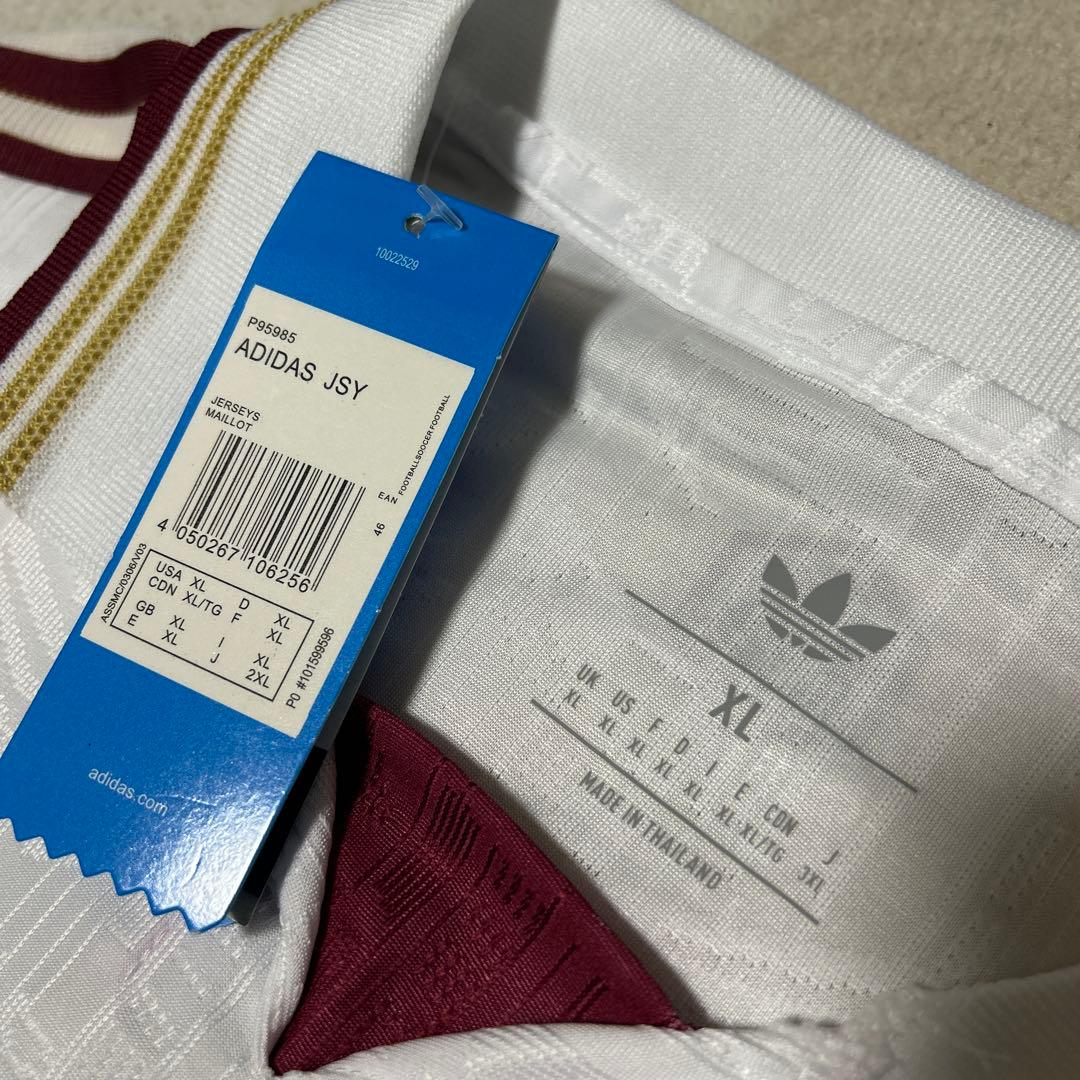 10022529
P95985
ADIDAS JSY
JERSEYS
MAILLOT
EAN
FOOTBALLSOCCER FOOTBALL
46
4 050267 106256
ASSMC/0306/V03
USA XL D XL
CDN XL/TG F XL
GB XL I XL
E XL J 2XL
PO #101599596
adidas.com
XL
UK US F D I E CDN J
XL XL XL XL XL XL XL/TG 3XL
MADE IN THAILAND